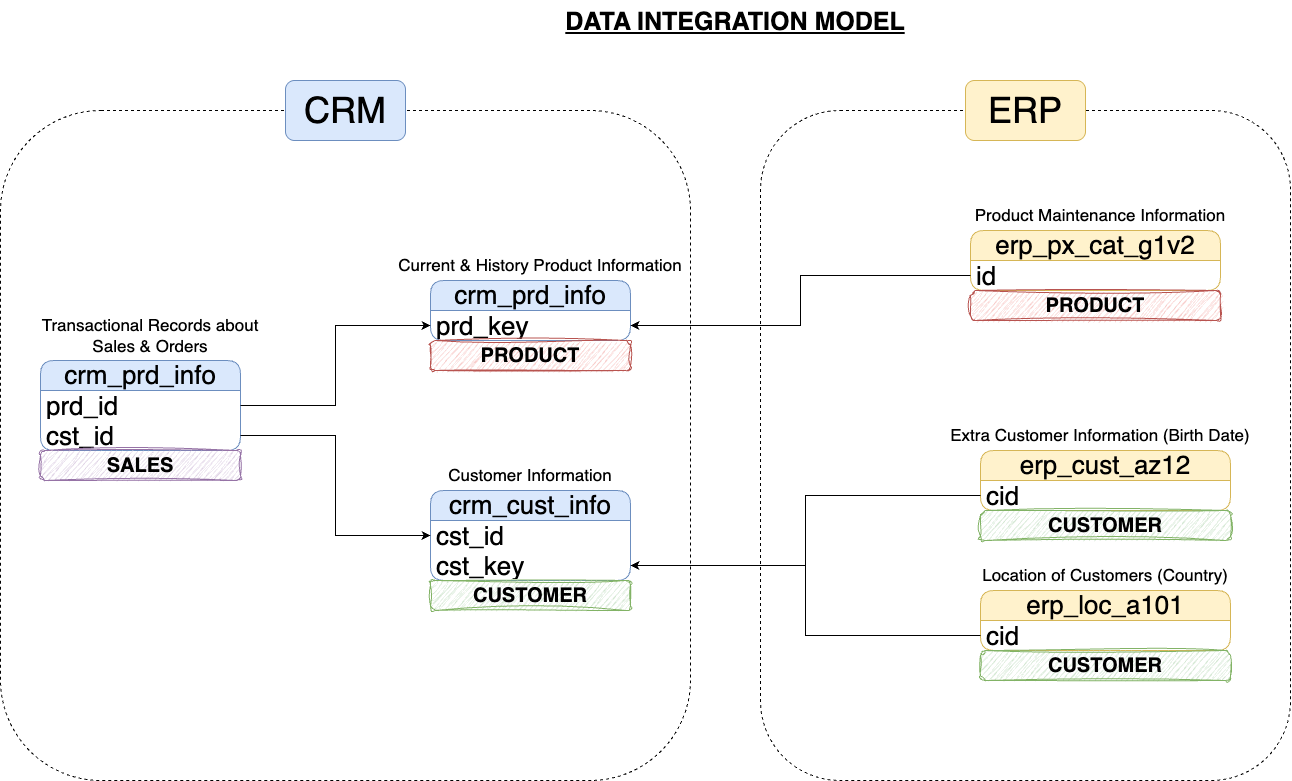 DATA INTEGRATION MODEL
CRM
Transactional Records about
Sales & Orders
crm_prd_info
prd_id
cst_id
SALES
Current & History Product Information
crm_prd_info
prd_key
PRODUCT
Customer Information
crm_cust_info
cst_id
cst_key
CUSTOMER
ERP
Product Maintenance Information
erp_px_cat_g1v2
id
PRODUCT
Extra Customer Information (Birth Date)
erp_cust_az12
cid
CUSTOMER
Location of Customers (Country)
erp_loc_a101
cid
CUSTOMER